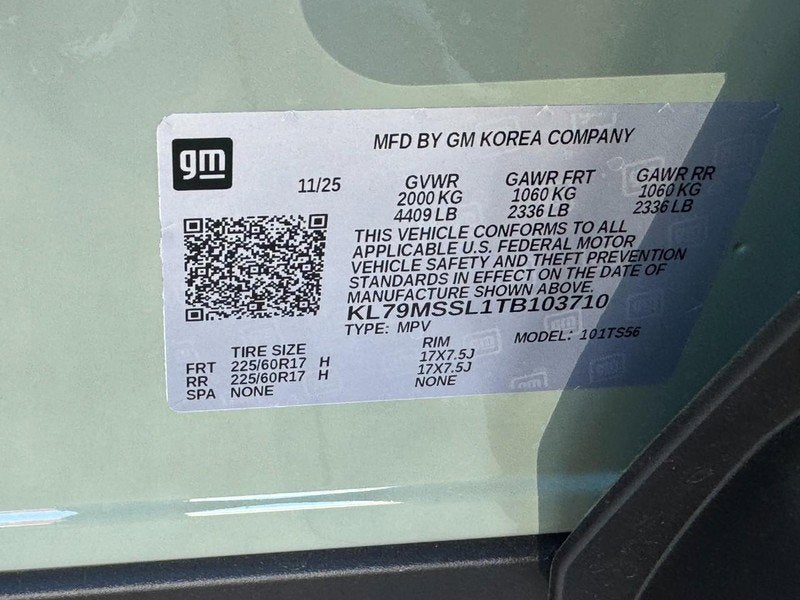 gm
MFD BY GM KOREA COMPANY
11/25 GVWR GAWR FRT GAWR RR
2000 KG 1060 KG 1060 KG
4409 LB 2336 LB 2336 LB
THIS VEHICLE CONFORMS TO ALL
APPLICABLE U.S. FEDERAL MOTOR
VEHICLE SAFETY AND THEFT PREVENTION
STANDARDS IN EFFECT ON THE DATE OF
MANUFACTURE SHOWN ABOVE.
KL79MSSL1TB103710
TYPE: MPV MODEL: 101TS56
TIRE SIZE RIM
FRT 225/60R17 H 17X7.5J
RR 225/60R17 H 17X7.5J
SPA NONE NONE